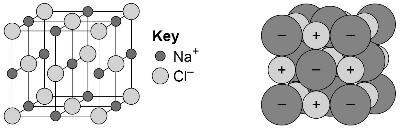 Key
Na⁺
Cl⁻
− + −
+ − +
− + −